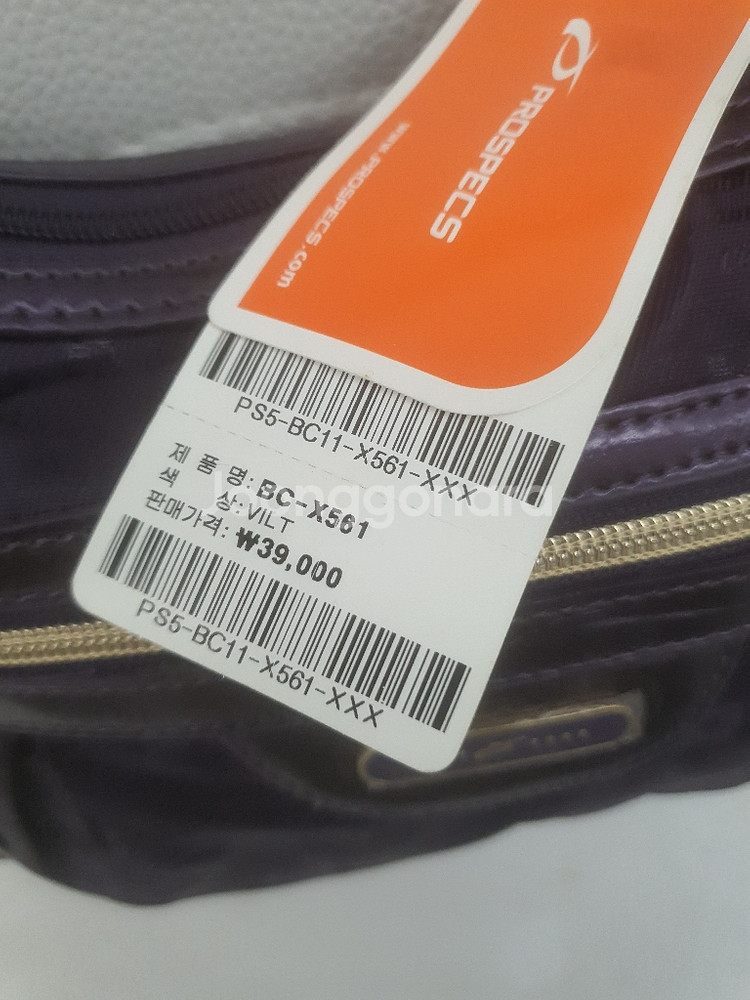 PROSPECS
www.PROSPECS.com
PS5-BC11-X561-XXX
제 품 명: BC-X561
색 상: VILT
판매가격: ₩39,000
PS5-BC11-X561-XXX
Joonggonara